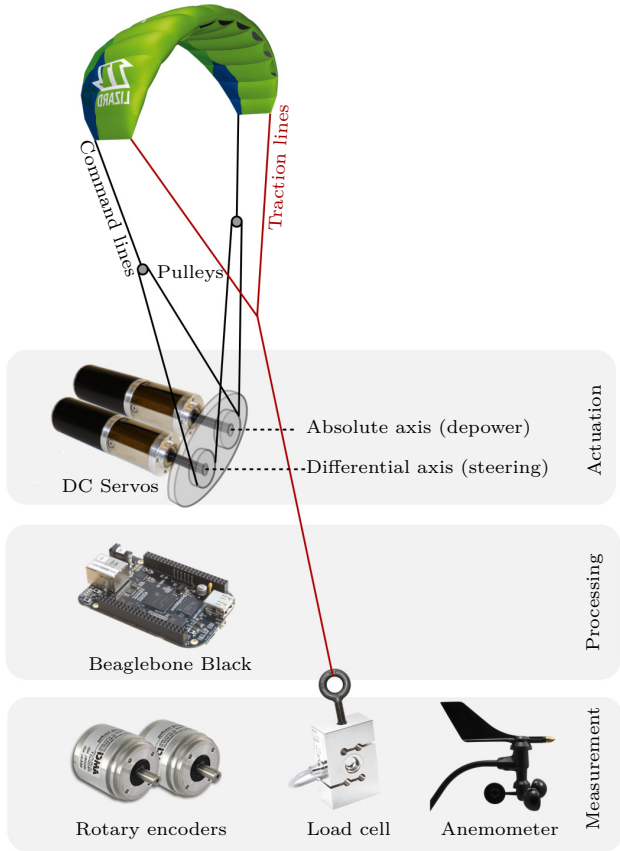 LIZARD
Command lines
Traction lines
Pulleys
Absolute axis (depower)
Differential axis (steering)
DC Servos
Actuation
Beaglebone Black
Processing
Rotary encoders
Load cell
Anemometer
Measurement